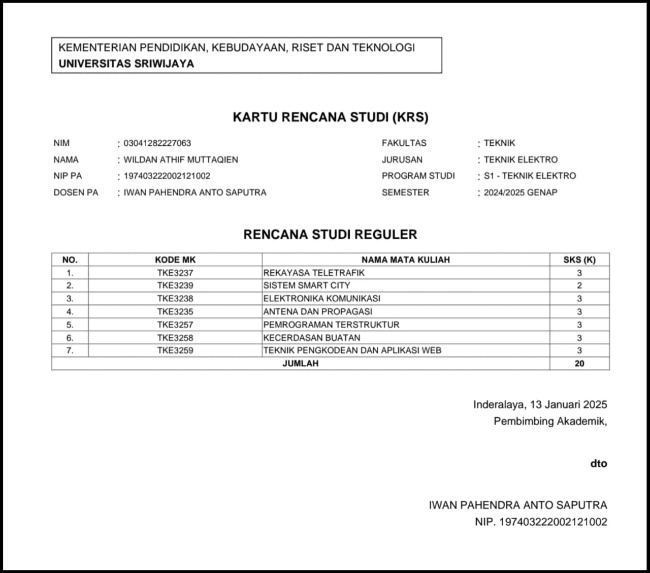 KEMENTERIAN PENDIDIKAN, KEBUDAYAAN, RISET DAN TEKNOLOGI
UNIVERSITAS SRIWIJAYA
KARTU RENCANA STUDI (KRS)
NIM : 03041282227063 FAKULTAS : TEKNIK
NAMA : WILDAN ATHIF MUTTAQIEN JURUSAN : TEKNIK ELEKTRO
NIP PA : 197403222002121002 PROGRAM STUDI : S1 - TEKNIK ELEKTRO
DOSEN PA : IWAN PAHENDRA ANTO SAPUTRA SEMESTER : 2024/2025 GENAP
RENCANA STUDI REGULER
NO. KODE MK NAMA MATA KULIAH SKS (K)
1. TKE3237 REKAYASA TELETRAFIK 3
2. TKE3239 SISTEM SMART CITY 2
3. TKE3238 ELEKTRONIKA KOMUNIKASI 3
4. TKE3235 ANTENA DAN PROPAGASI 3
5. TKE3257 PEMROGRAMAN TERSTRUKTUR 3
6. TKE3258 KECERDASAN BUATAN 3
7. TKE3259 TEKNIK PENGKODEAN DAN APLIKASI WEB 3
JUMLAH 20
Inderalaya, 13 Januari 2025
Pembimbing Akademik,
dto
IWAN PAHENDRA ANTO SAPUTRA
NIP. 197403222002121002